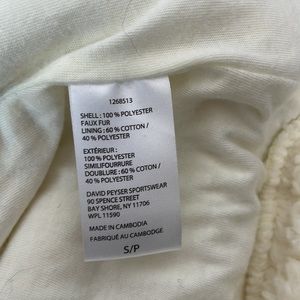 1268513
SHELL : 100 % POLYESTER
FAUX FUR
LINING : 60 % COTTON /
40 % POLYESTER
EXTÉRIEUR :
100 % POLYESTER
SIMILIFOURRURE
DOUBLURE : 60 % COTON /
40 % POLYESTER
DAVID PEYSER SPORTSWEAR
90 SPENCE STREET
BAY SHORE, NY 11706
WPL 11590
MADE IN CAMBODIA
FABRIQUÉ AU CAMBODGE
S/P